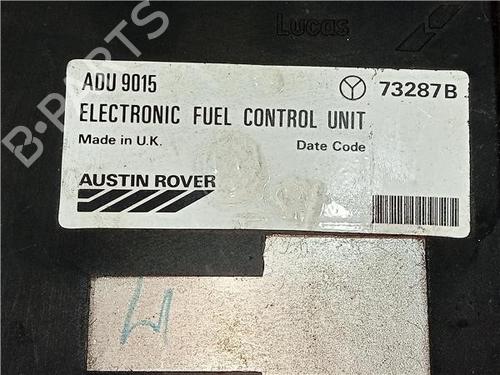 B-PARTS
Lucas
ADU 9015
73287B
ELECTRONIC FUEL CONTROL UNIT
Made in U.K.
Date Code
AUSTIN ROVER